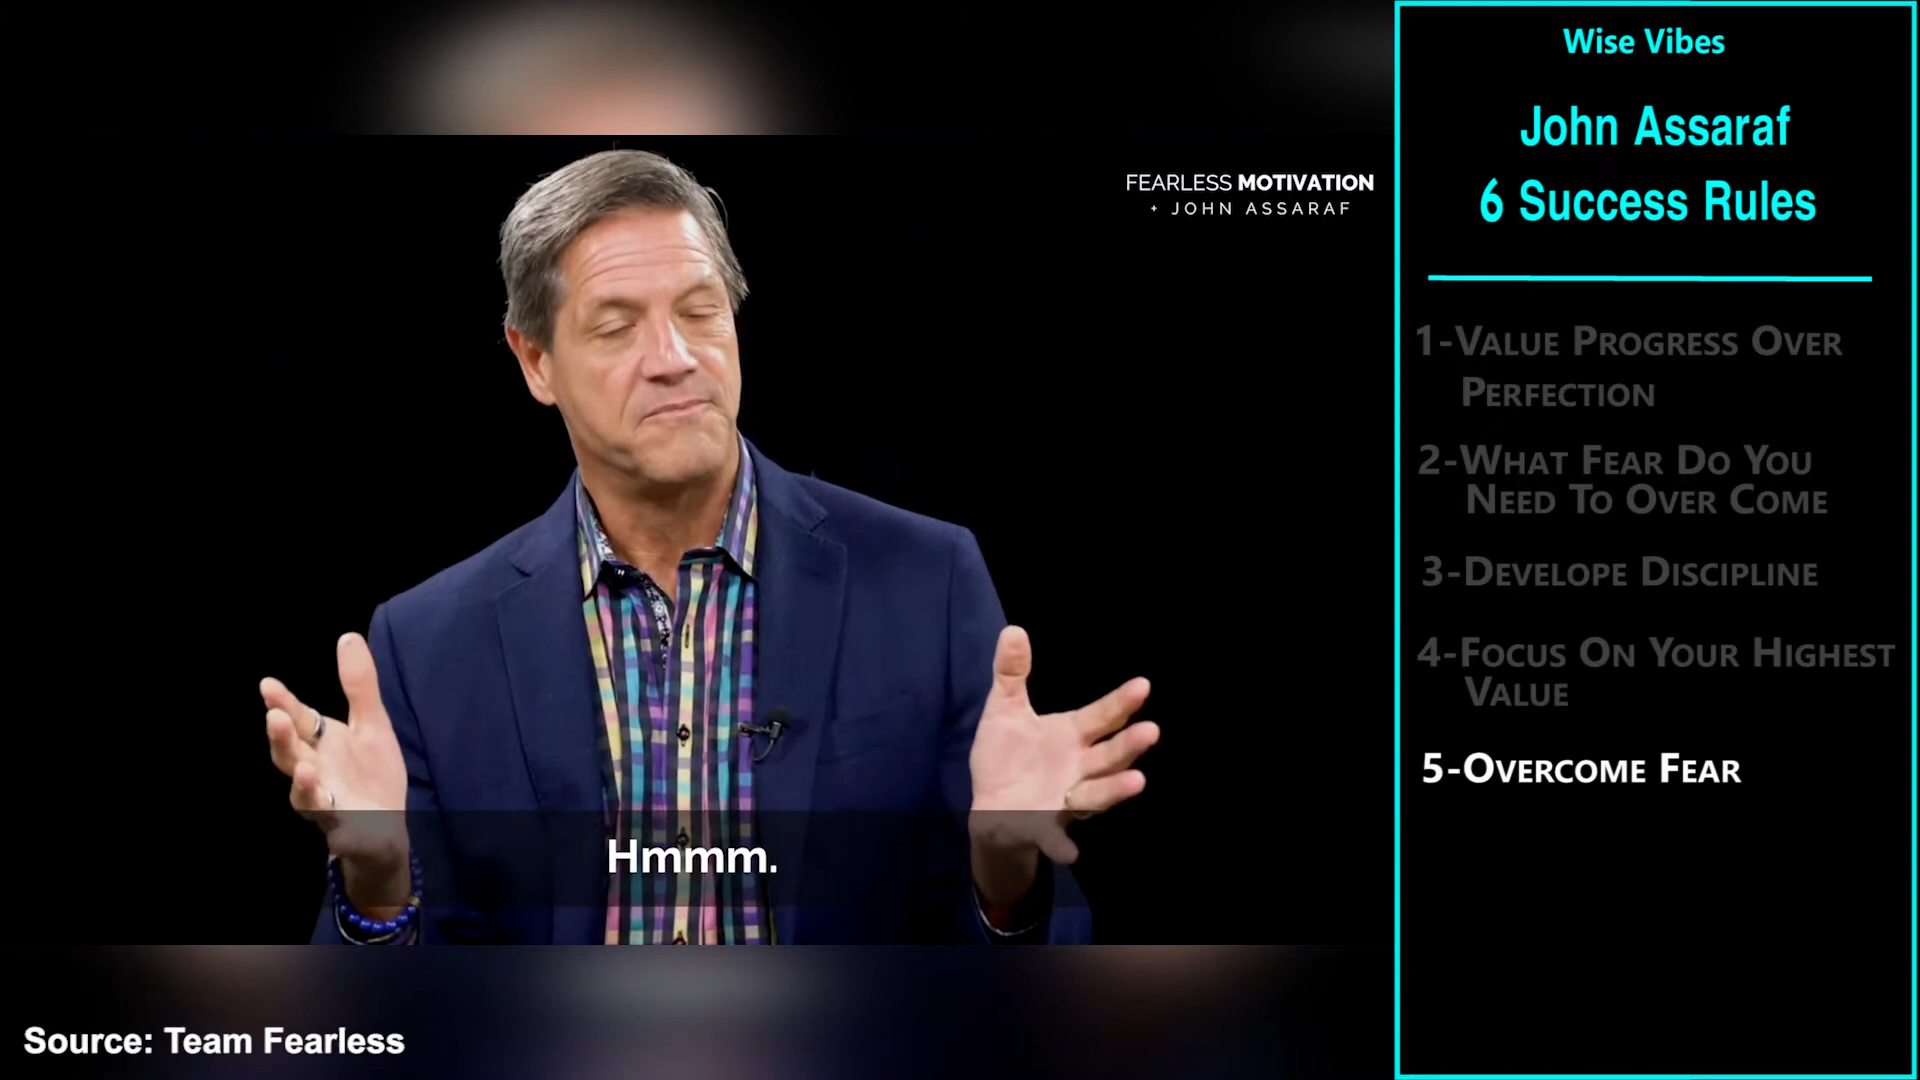 Wise Vibes
John Assaraf
6 Success Rules
FEARLESS MOTIVATION
+ JOHN ASSARAF
1-Value Progress Over
Perfection
2-What Fear Do You
Need To Over Come
3-Develope Discipline
4-Focus On Your Highest
Value
5-Overcome Fear
Hmmm.
Source: Team Fearless